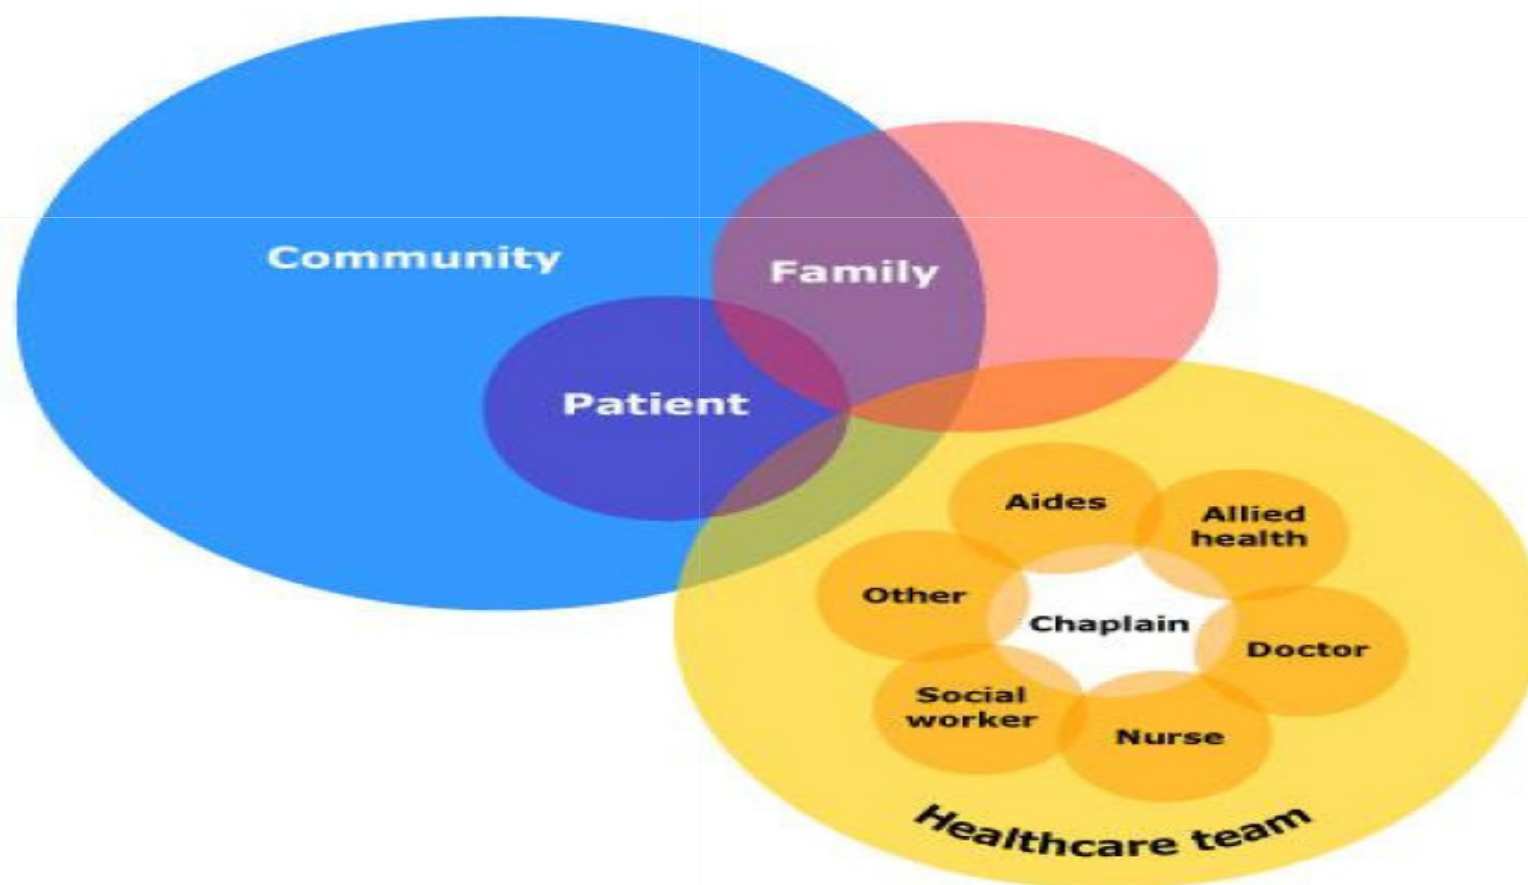 Community
Family
Patient
Aides
Allied
health
Other
Chaplain
Doctor
Social
worker
Nurse
Healthcare team